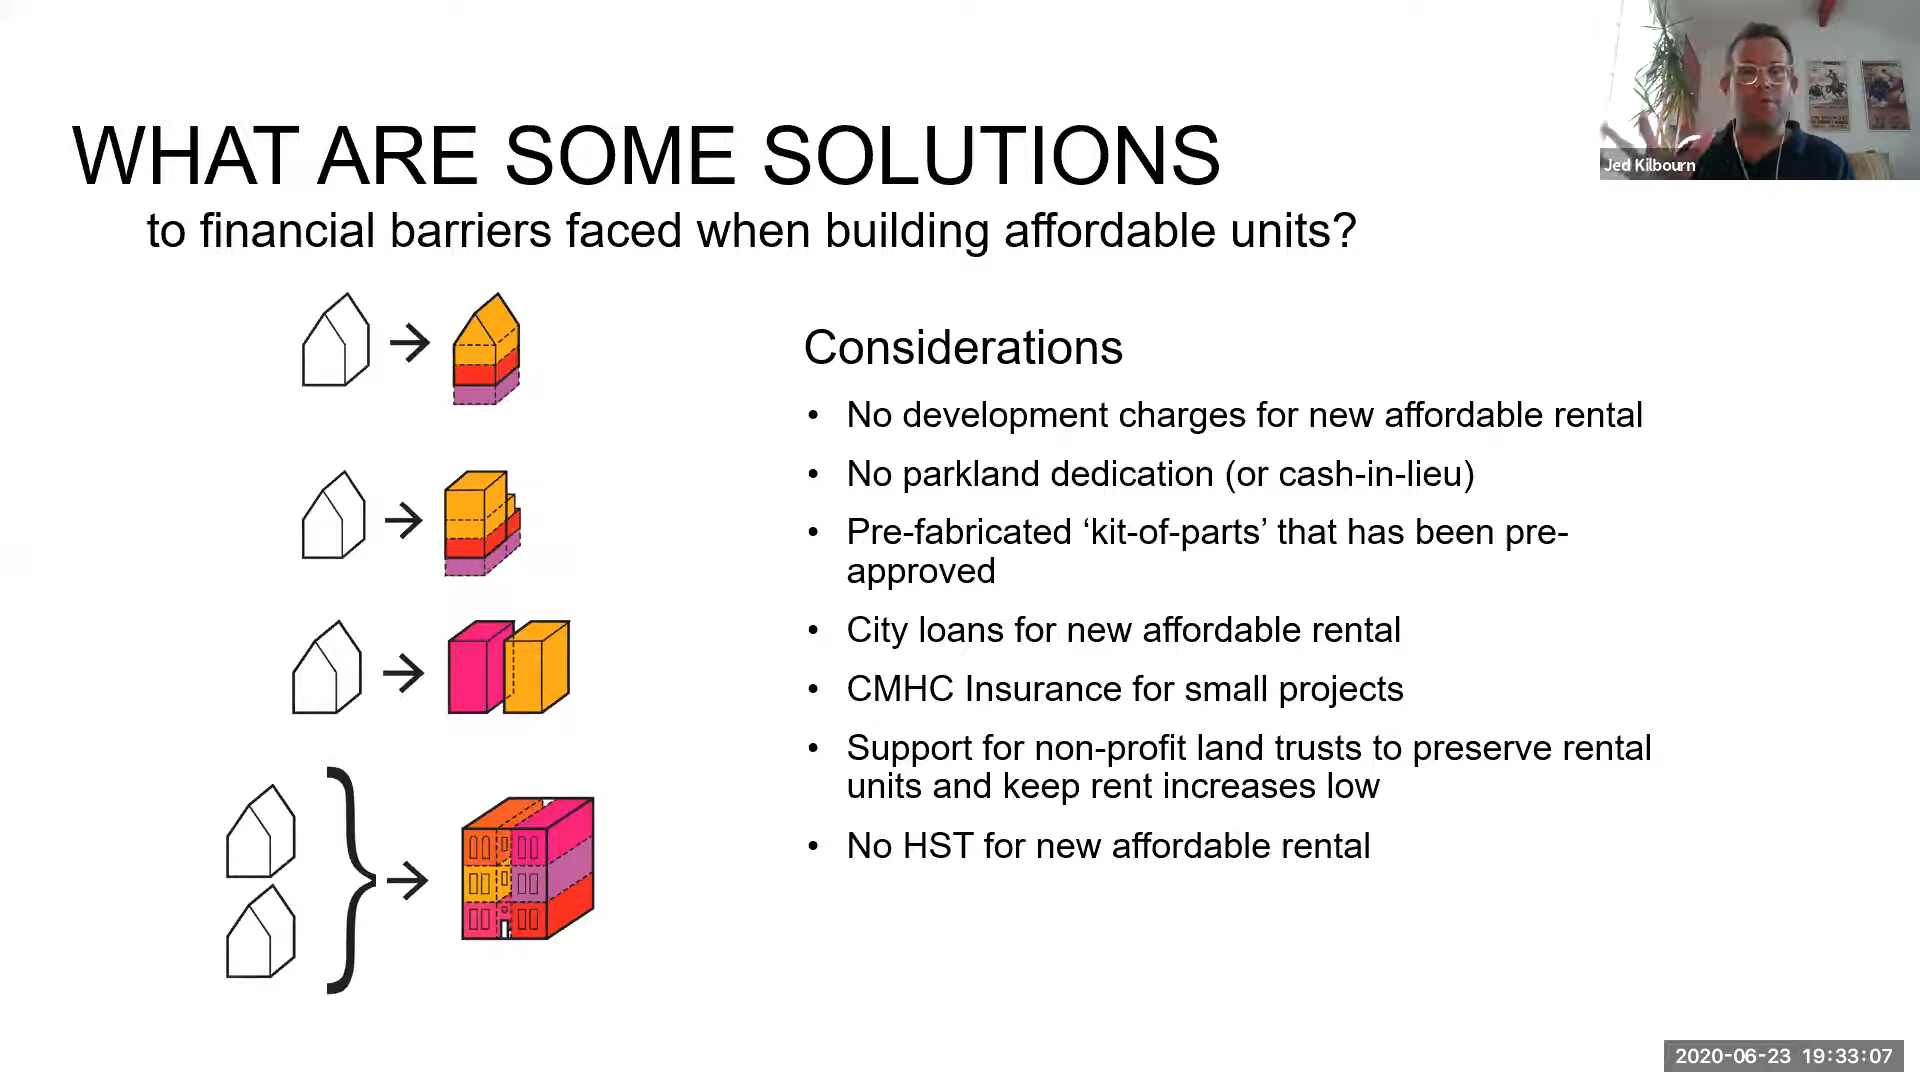 WHAT ARE SOME SOLUTIONS
to financial barriers faced when building affordable units?
Jed Kilbourn
Considerations
• No development charges for new affordable rental
• No parkland dedication (or cash-in-lieu)
• Pre-fabricated ‘kit-of-parts’ that has been pre-
approved
• City loans for new affordable rental
• CMHC Insurance for small projects
• Support for non-profit land trusts to preserve rental
units and keep rent increases low
• No HST for new affordable rental
2020-06-23 19:33:07